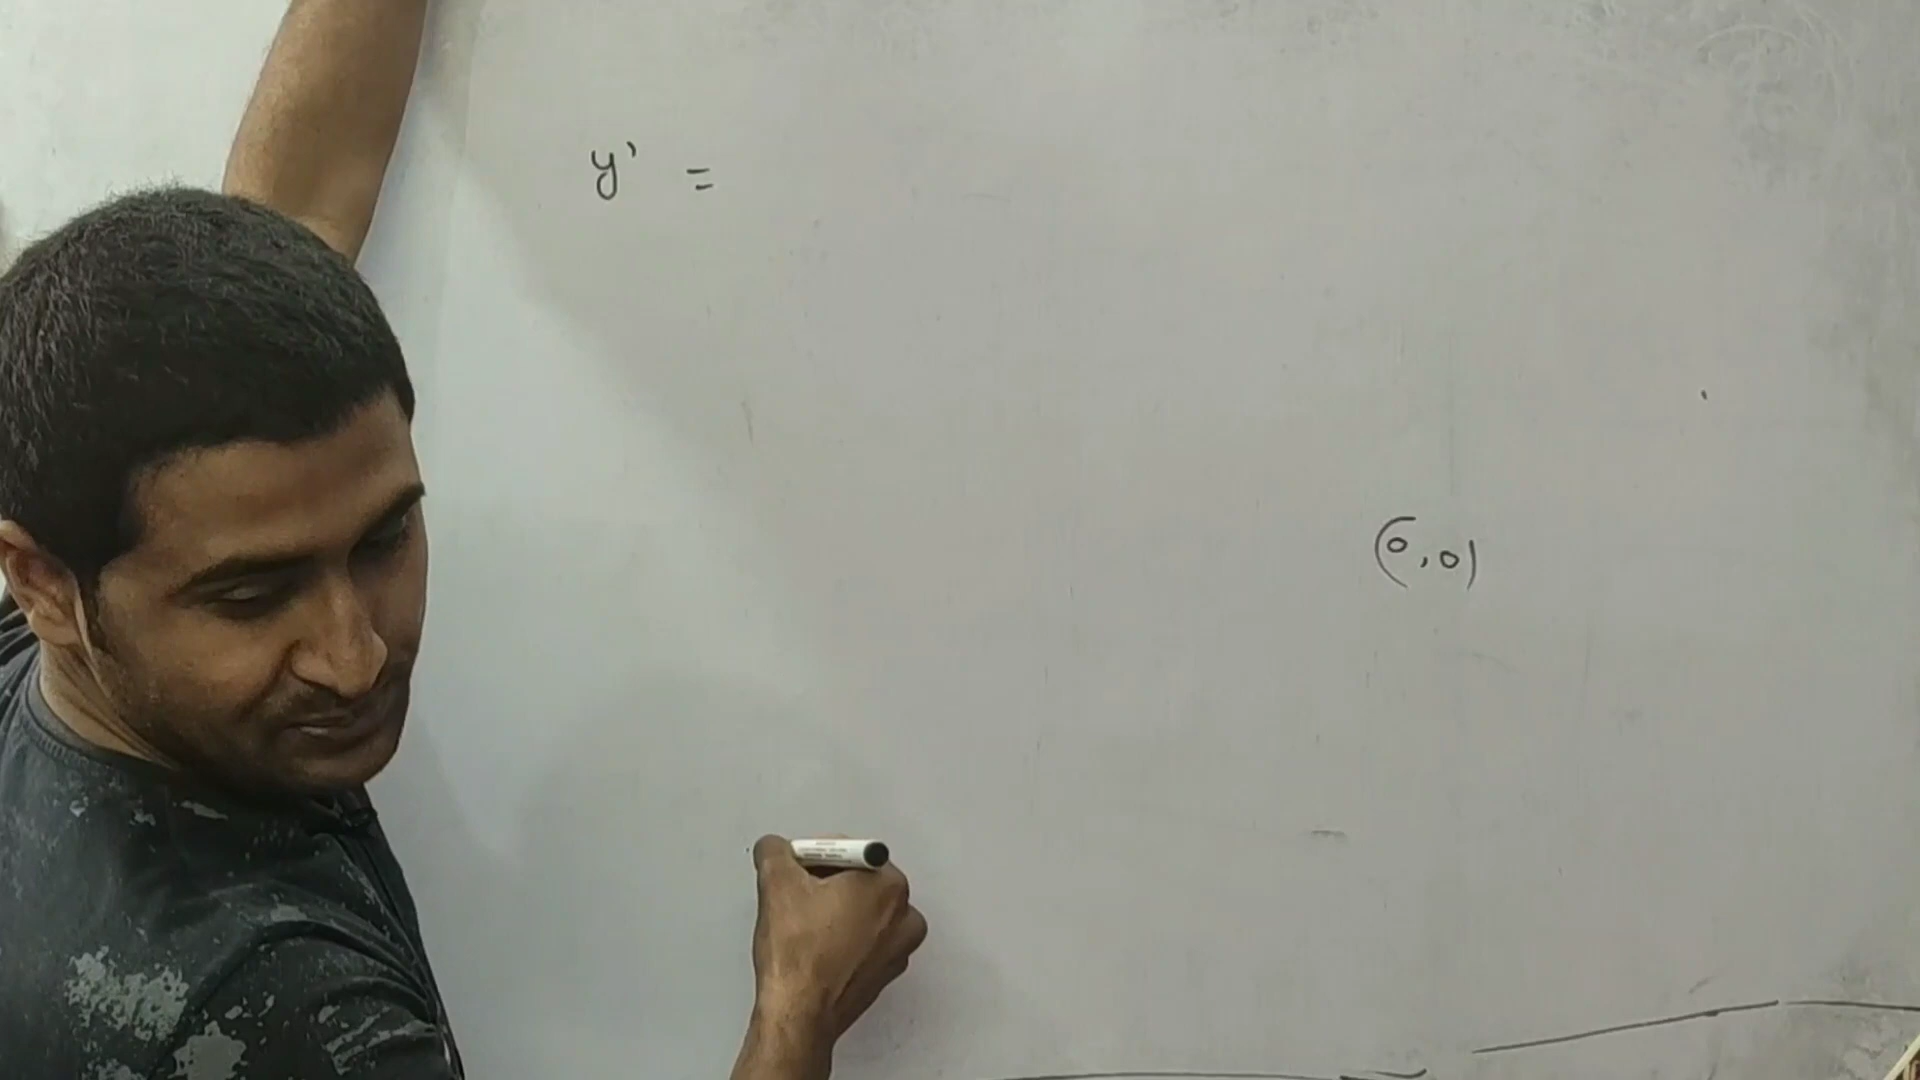 y' =
(0,0)